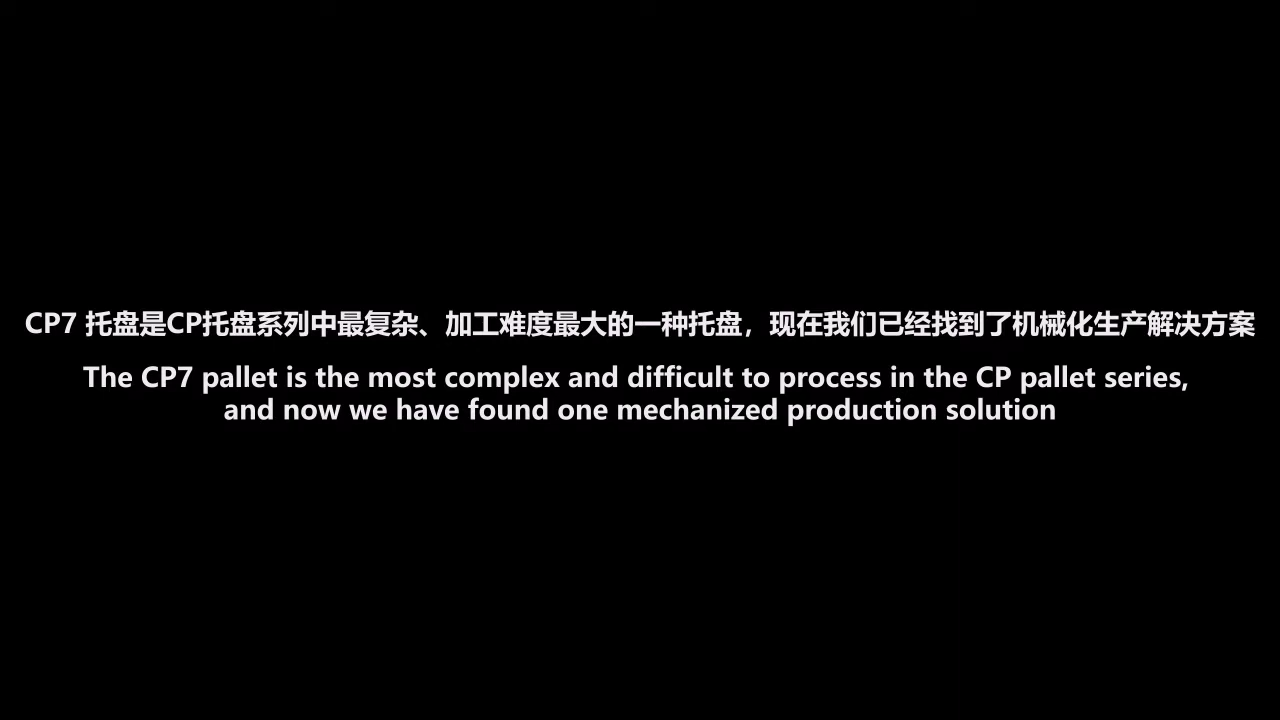 CP7 托盘是CP托盘系列中最复杂、加工难度最大的一种托盘，现在我们已经找到了机械化生产解决方案
The CP7 pallet is the most complex and difficult to process in the CP pallet series,
and now we have found one mechanized production solution